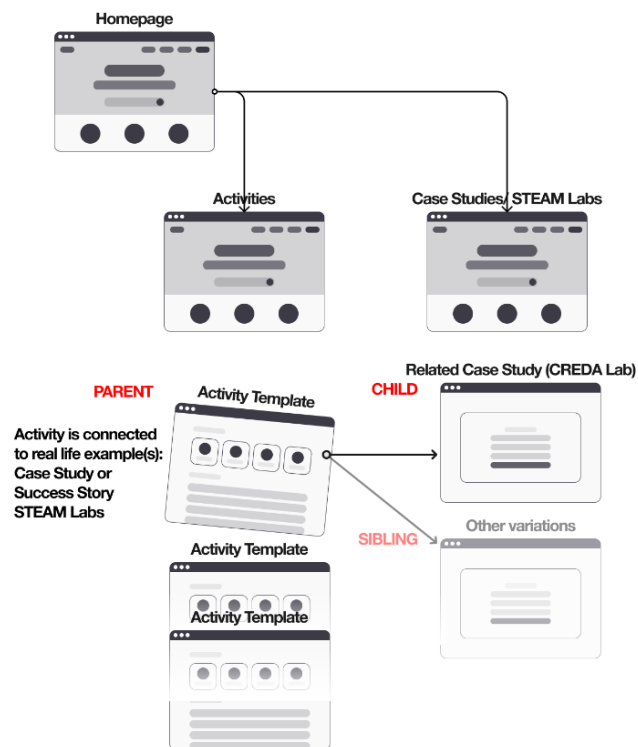 Homepage
Activities
Case Studies/ STEAM Labs
PARENT
Activity Template
CHILD
Related Case Study (CREDA Lab)
Activity is connected
to real life example(s):
Case Study or
Success Story
STEAM Labs
SIBLING
Other variations
Activity Template
Activity Template